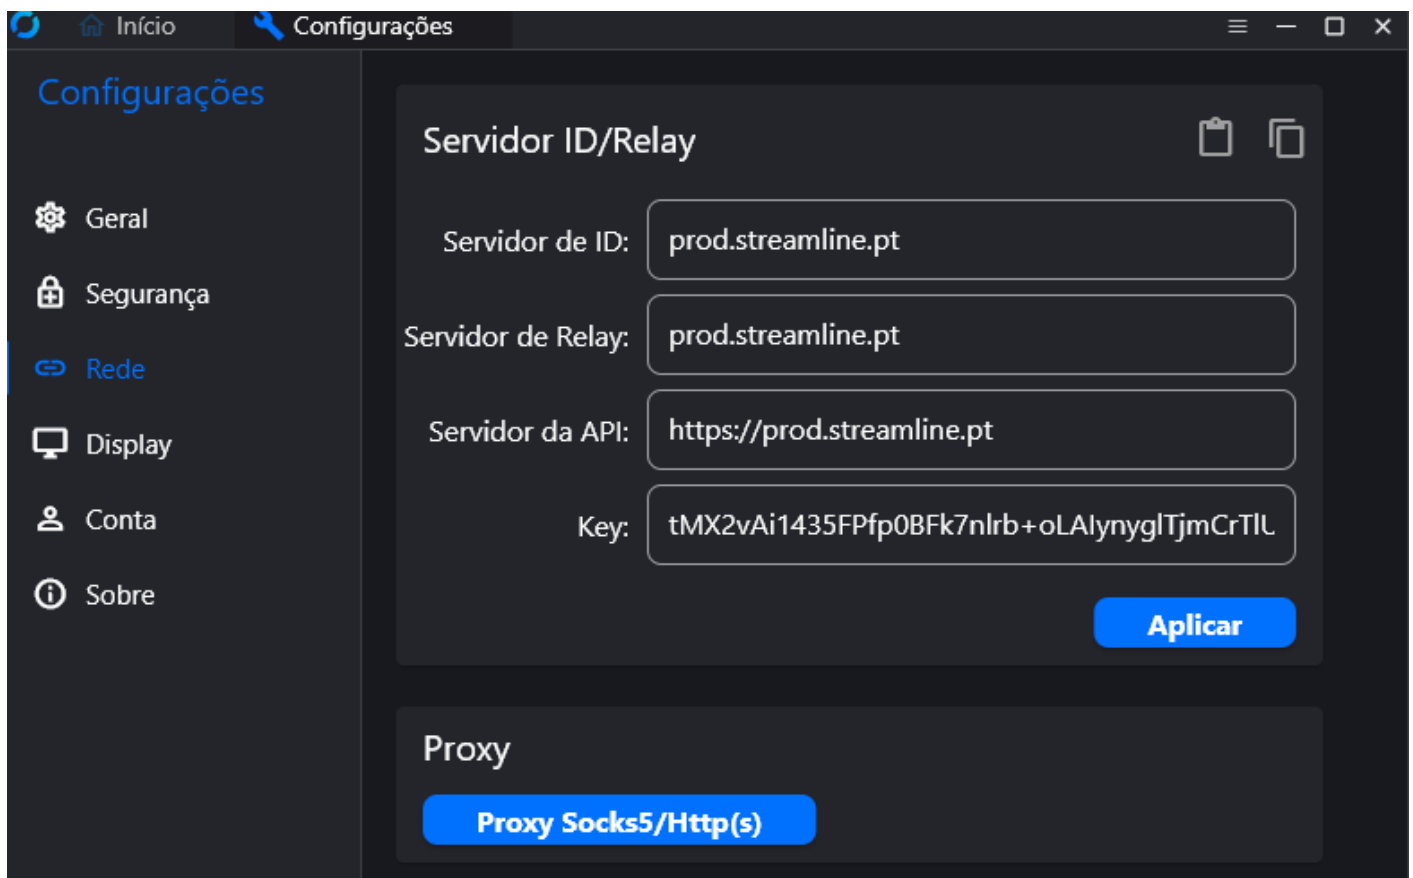 Início
Configurações
Configurações
Geral
Segurança
Rede
Display
Conta
Sobre
Servidor ID/Relay
Servidor de ID: prod.streamline.pt
Servidor de Relay: prod.streamline.pt
Servidor da API: https://prod.streamline.pt
Key: tMX2vAi1435FPfp0BFk7nlrb+oLAIynyglTjmCrTlU
Aplicar
Proxy
Proxy Socks5/Http(s)